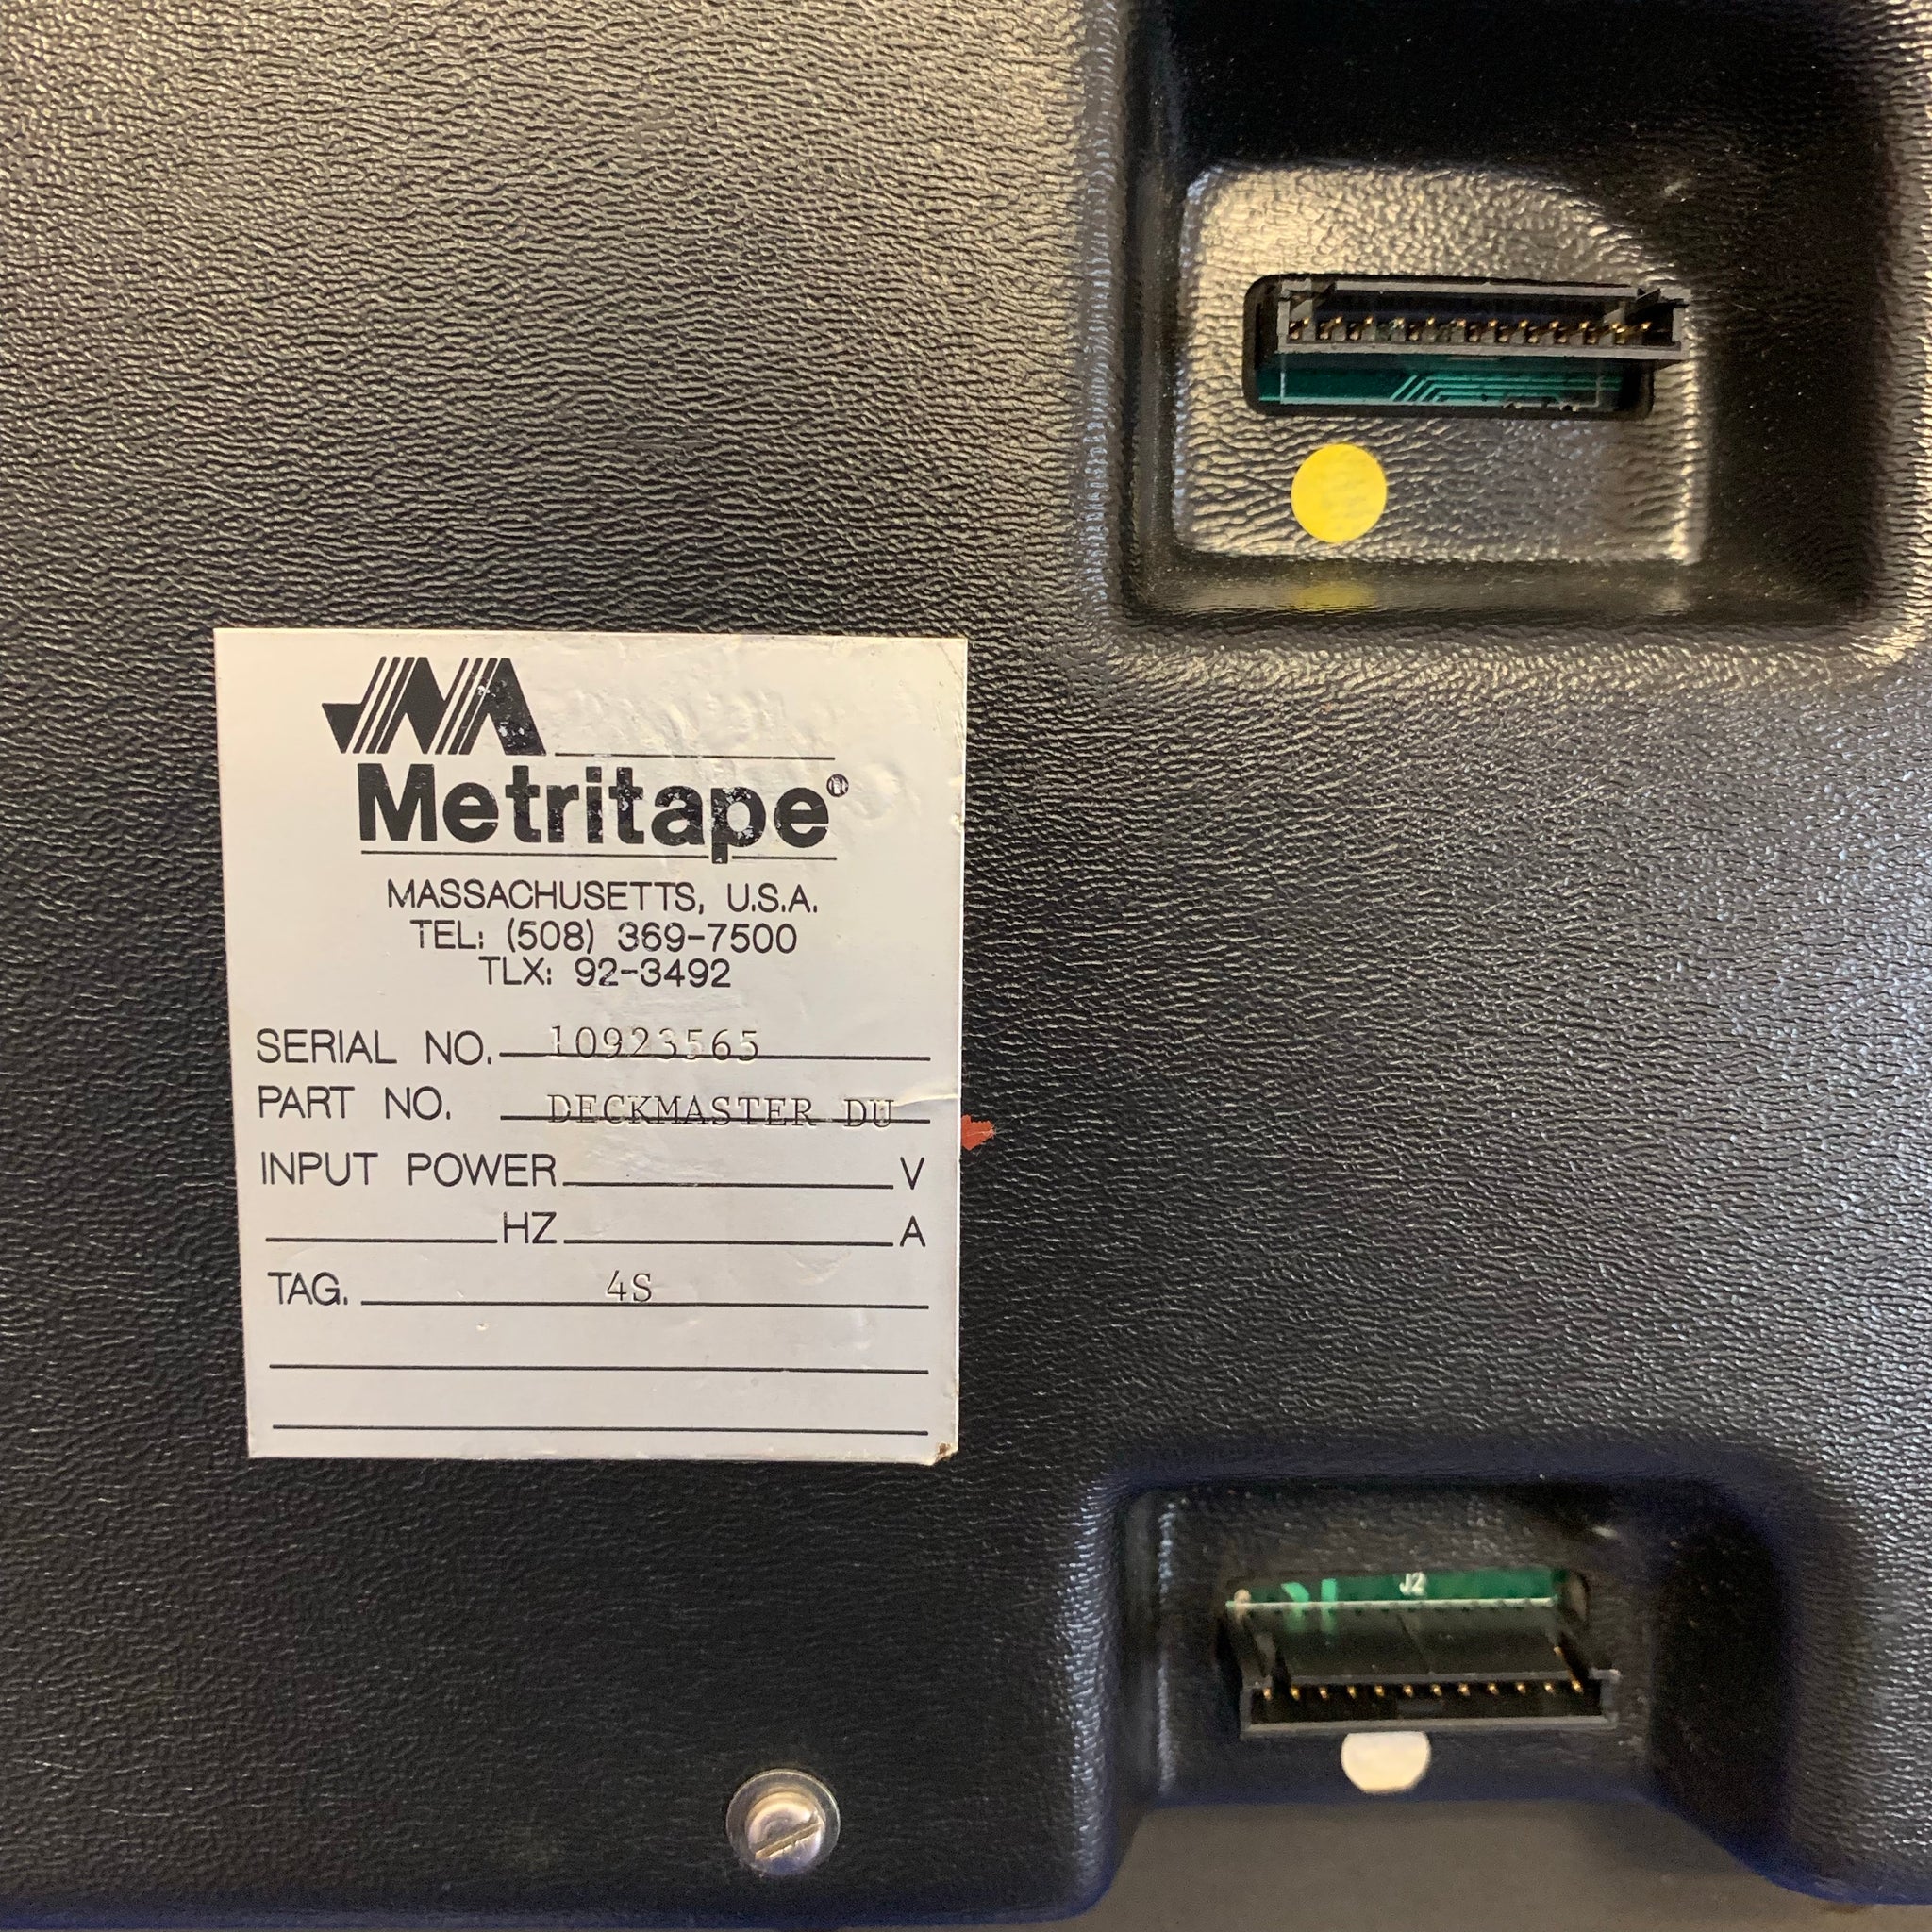 Metritape®
MASSACHUSETTS, U.S.A.
TEL: (508) 369-7500
TLX: 92-3492
SERIAL NO. 10923565
PART NO. DECKMASTER DU
INPUT POWER V
HZ A
TAG. 4S
J2